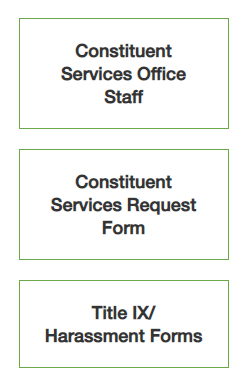 Constituent
Services Office
Staff
Constituent
Services Request
Form
Title IX/
Harassment Forms